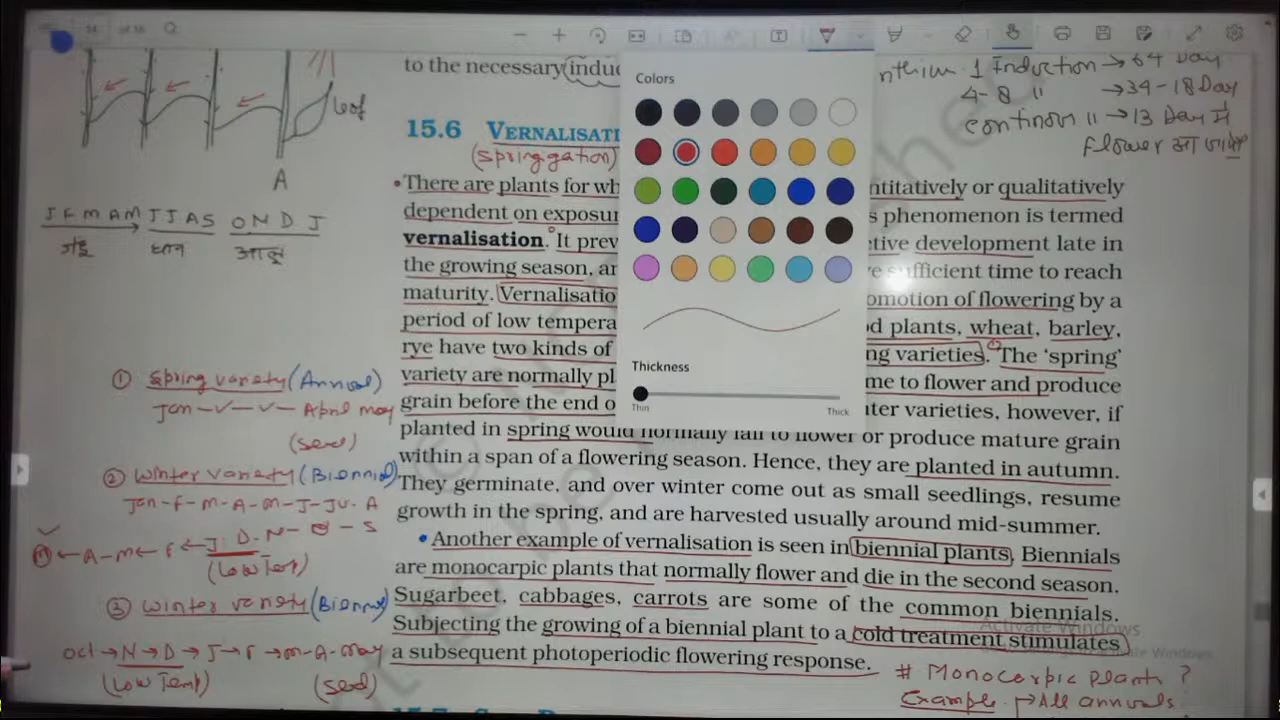 14 of 16
to the necessary (induc
nthium 1 Induction → 64 Day
4-8 " → 34-18 Day
continous " → 13 Day में
flower आ जाते
leaf
A
15.6 VERNALISATI
(springgation)
There are plants for wh
ntitatively or qualitatively
dependent on exposur
s phenomenon is termed
vernalisation. It prev
ctive development late in
the growing season, an
ve sufficient time to reach
maturity. Vernalisatio
omotion of flowering by a
period of low tempera
od plants, wheat, barley,
rye have two kinds of
ng varieties. The 'spring'
variety are normally pl
me to flower and produce
grain before the end o
nter varieties, however, if
planted in spring would normally fail to flower or produce mature grain
within a span of a flowering season. Hence, they are planted in autumn.
They germinate, and over winter come out as small seedlings, resume
growth in the spring, and are harvested usually around mid-summer.
Another example of vernalisation is seen in biennial plants. Biennials
are monocarpic plants that normally flower and die in the second season.
Sugarbeet, cabbages, carrots are some of the common biennials.
Subjecting the growing of a biennial plant to a cold treatment stimulates
a subsequent photoperiodic flowering response.
Colors
Thickness
Thin Thick
J F M A M J J A S O N D J
गेहूं धान आलू
① Spring variety (Annual)
Jan - - April may
(seed)
② Winter variety (Biennial)
Jan-F-M-A-M-J-Ju-A
M ← A-M ← F ← J D-N-O-S
(Low Temp)
③ Winter variety (Biennial
oct → N → D → J → F → M-A-May
(Low Temp) (seed)
Activate Windows
# Monocarpic plants ?
Example → All annuals